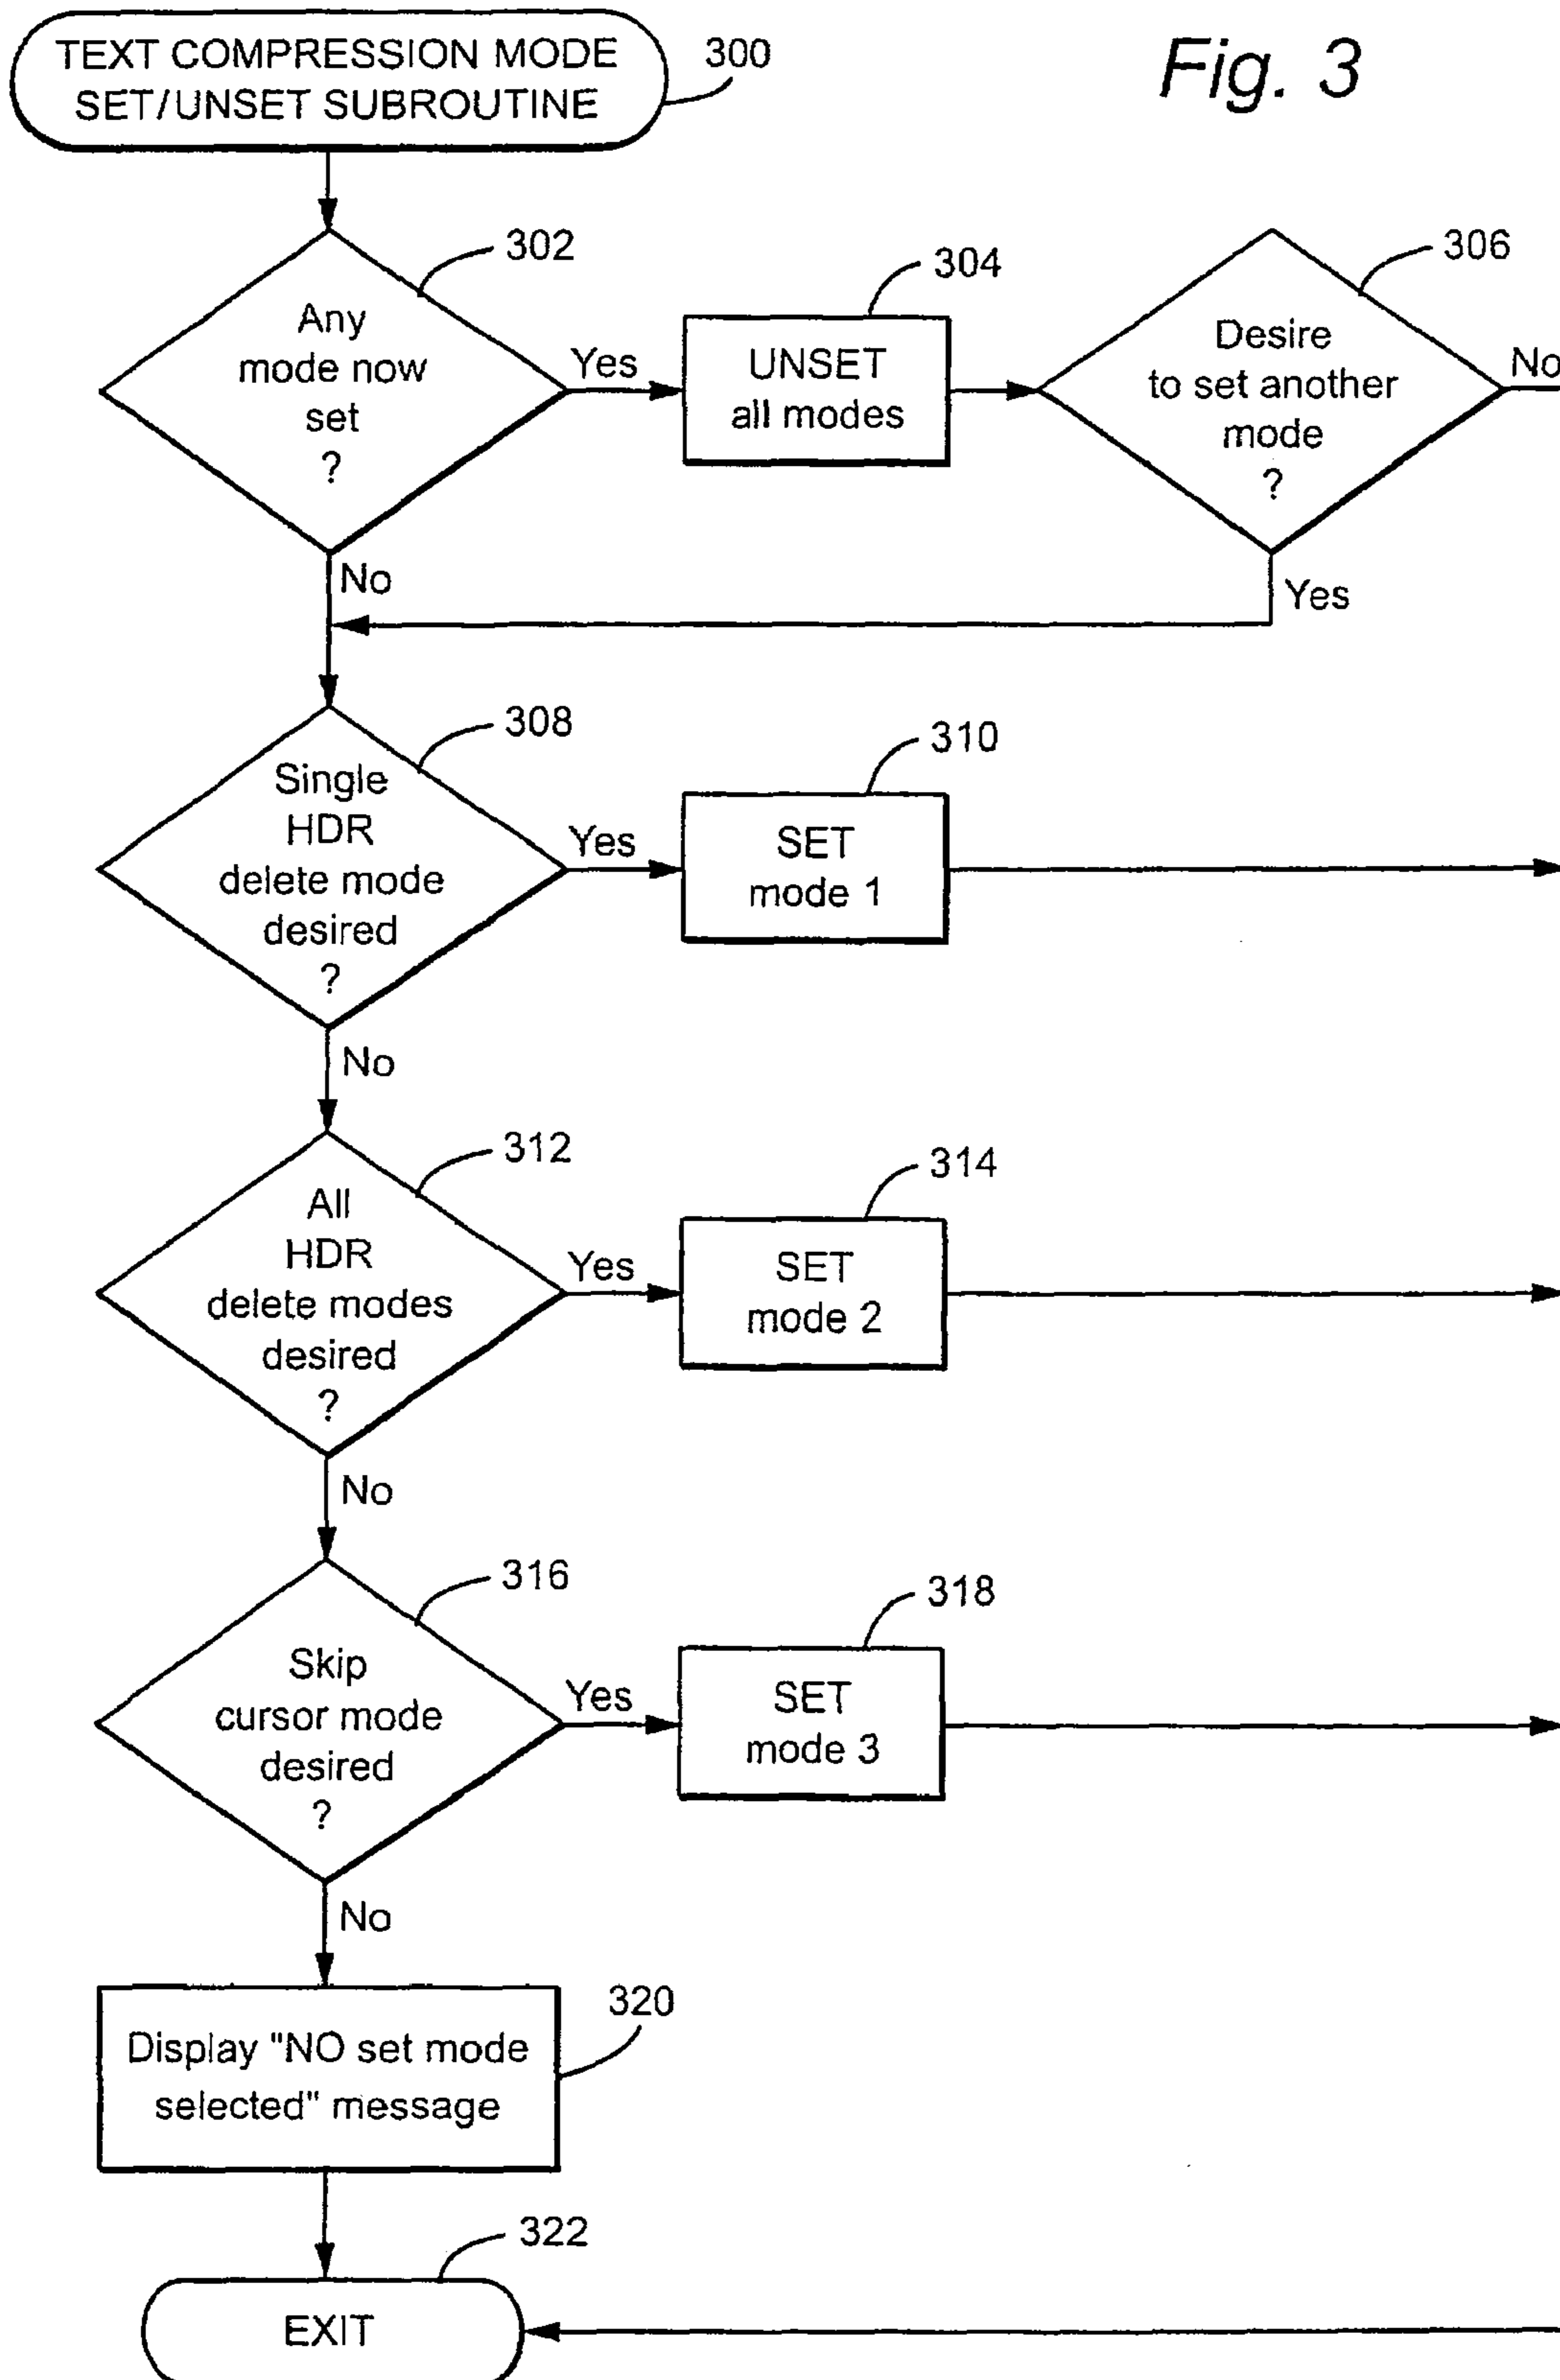 Fig. 3
TEXT COMPRESSION MODE
SET/UNSET SUBROUTINE
300
302
Any
mode now
set
?
Yes
No
304
UNSET
all modes
306
Desire
to set another
mode
?
No
Yes
308
Single
HDR
delete mode
desired
?
Yes
No
310
SET
mode 1
312
All
HDR
delete modes
desired
?
Yes
No
314
SET
mode 2
316
Skip
cursor mode
desired
?
Yes
No
318
SET
mode 3
320
Display "NO set mode
selected" message
322
EXIT